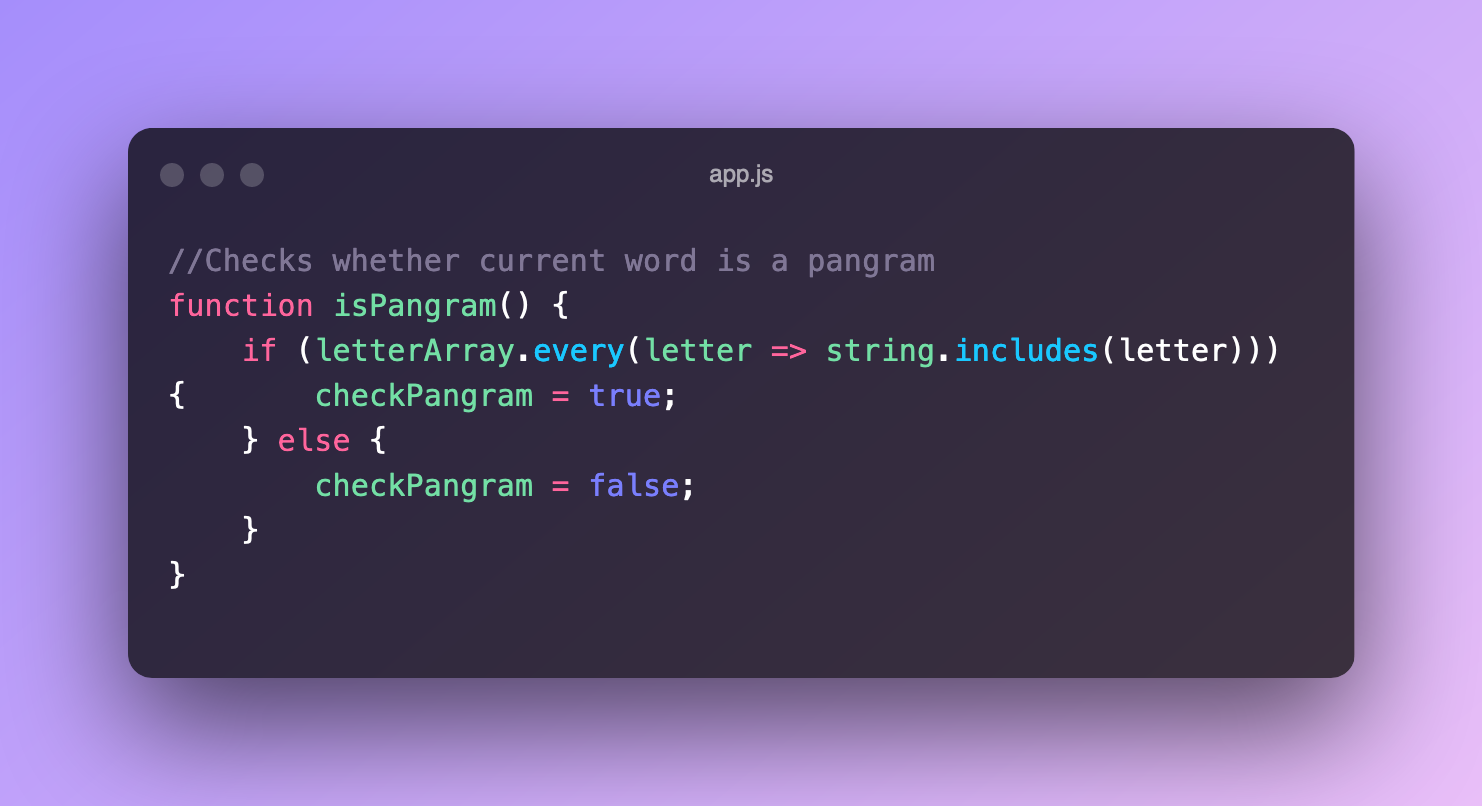 app.js
//Checks whether current word is a pangram
function isPangram() {
    if (letterArray.every(letter => string.includes(letter)))
{       checkPangram = true;
    } else {
        checkPangram = false;
    }
}